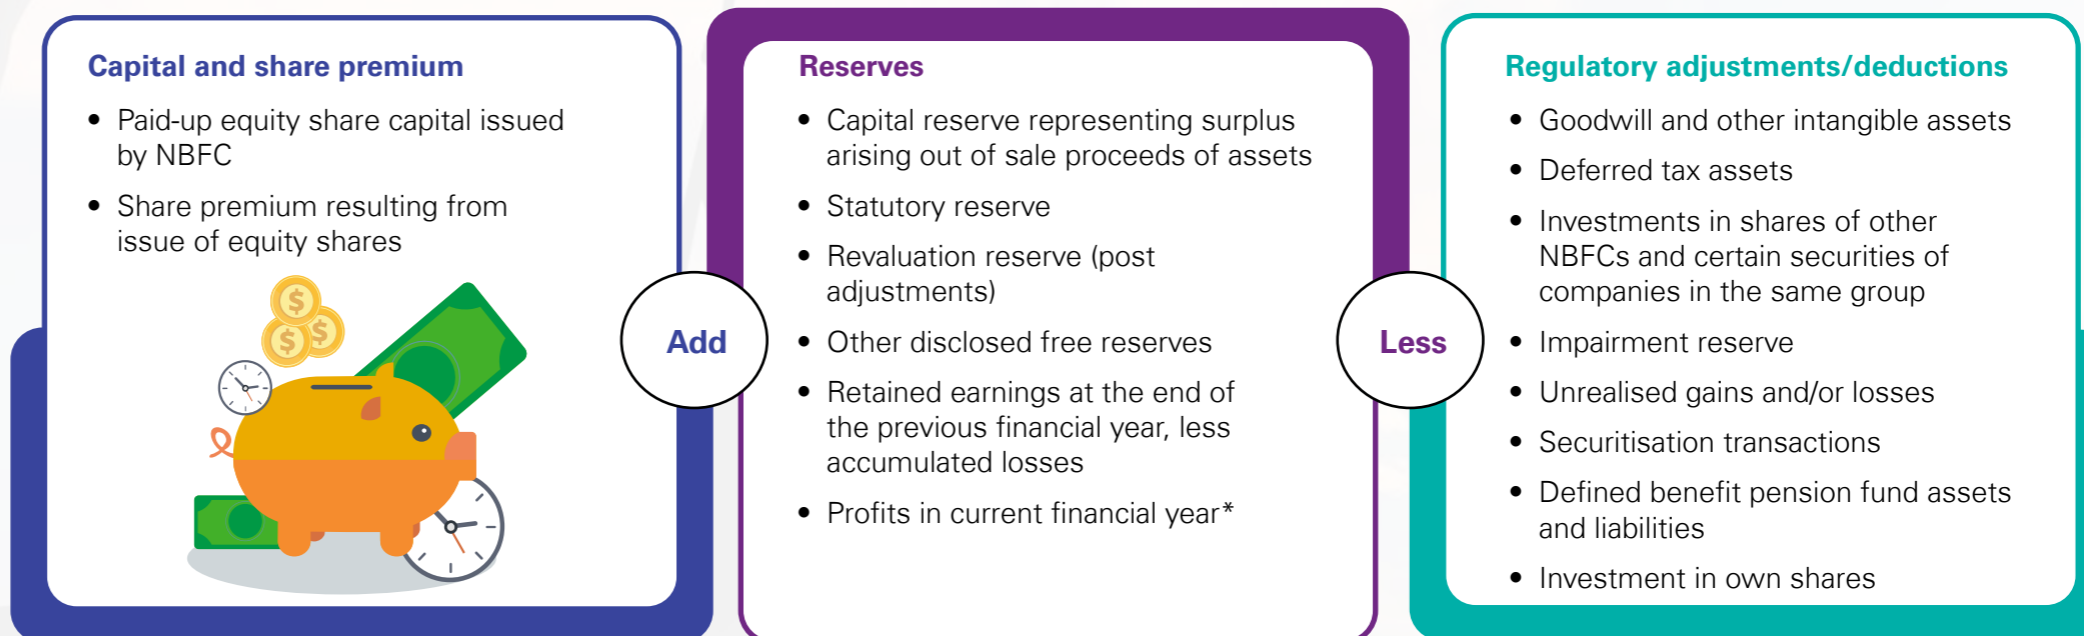 Capital and share premium
• Paid-up equity share capital issued
by NBFC
• Share premium resulting from
issue of equity shares
$
$
$
Add
Reserves
• Capital reserve representing surplus
arising out of sale proceeds of assets
• Statutory reserve
• Revaluation reserve (post
adjustments)
• Other disclosed free reserves
• Retained earnings at the end of
the previous financial year, less
accumulated losses
• Profits in current financial year*
Less
Regulatory adjustments/deductions
• Goodwill and other intangible assets
• Deferred tax assets
• Investments in shares of other
NBFCs and certain securities of
companies in the same group
• Impairment reserve
• Unrealised gains and/or losses
• Securitisation transactions
• Defined benefit pension fund assets
and liabilities
• Investment in own shares